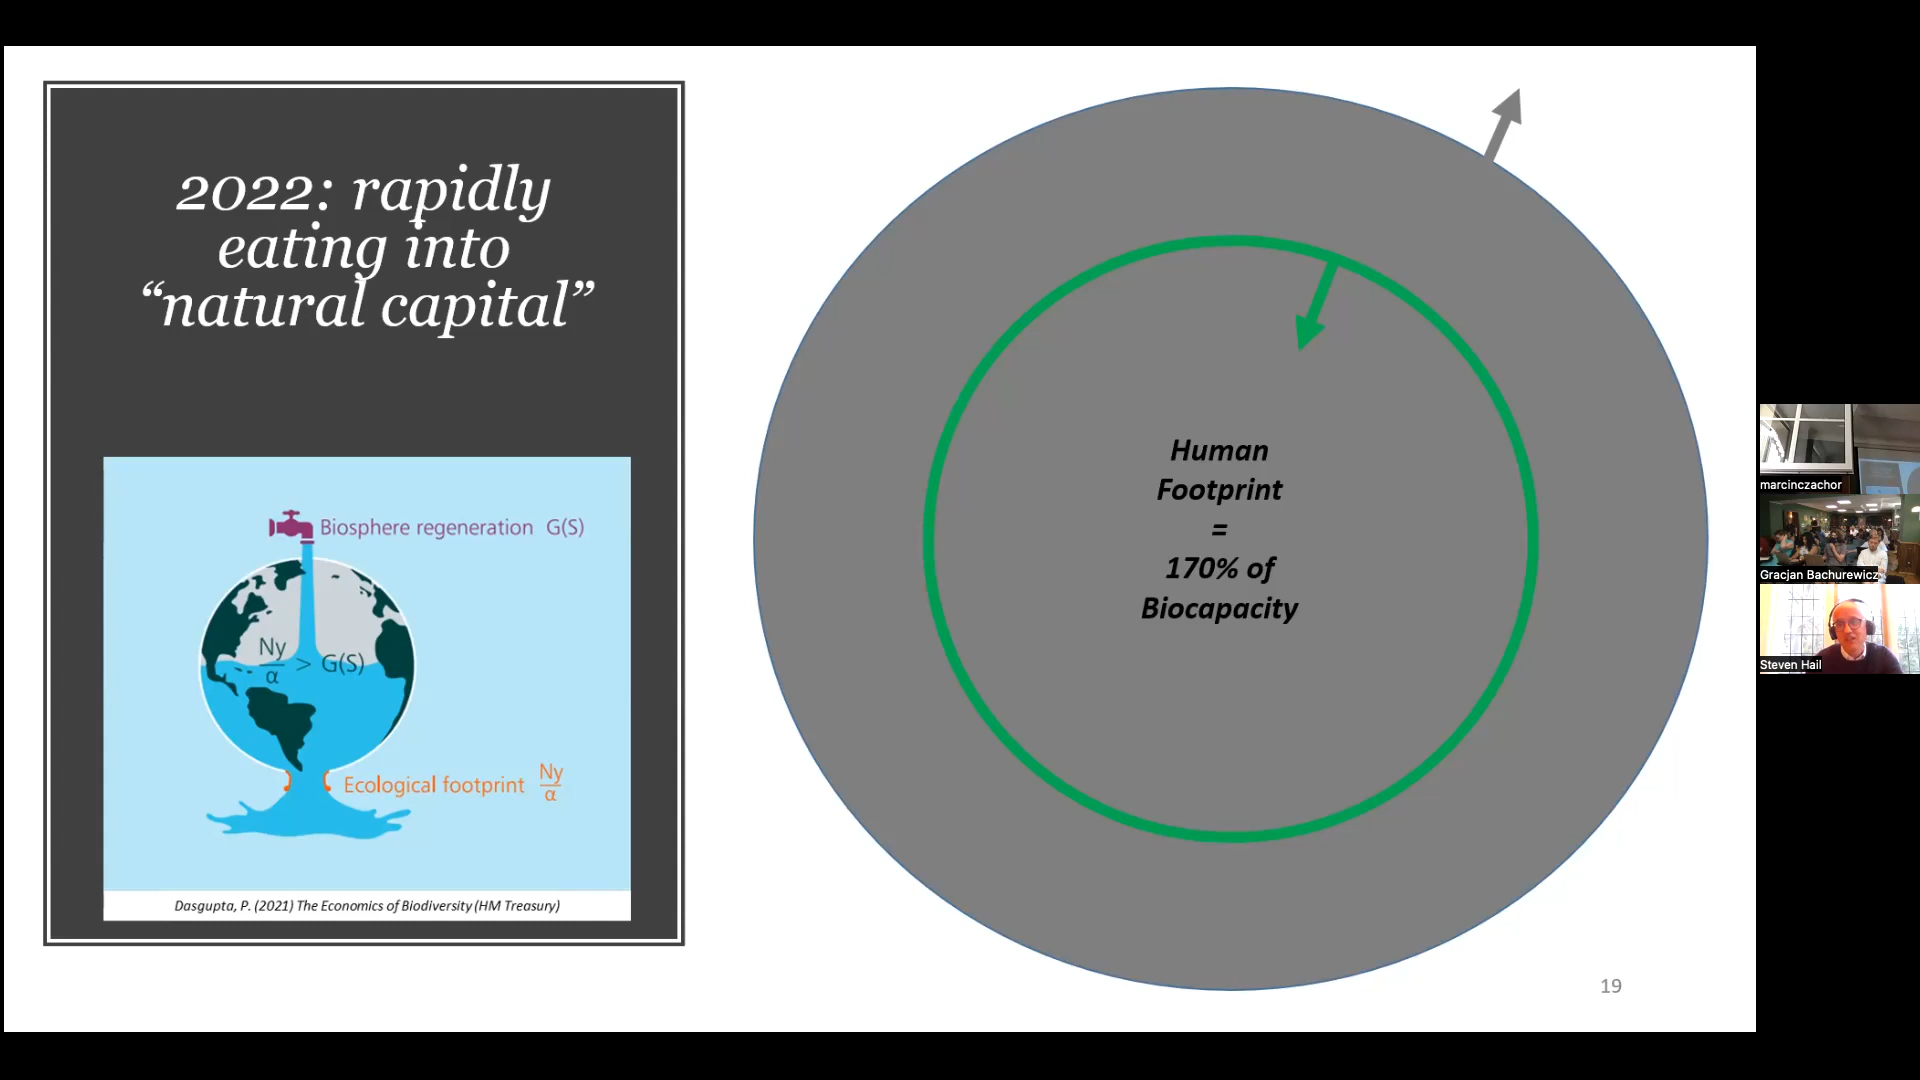 2022: rapidly
eating into
“natural capital”
Biosphere regeneration G(S)
Ny
α
> G(S)
Ecological footprint
Ny
α
Dasgupta, P. (2021) The Economics of Biodiversity (HM Treasury)
Human
Footprint
=
170% of
Biocapacity
19
marcinczachor
Gracjan Bachurewicz
Steven Hail